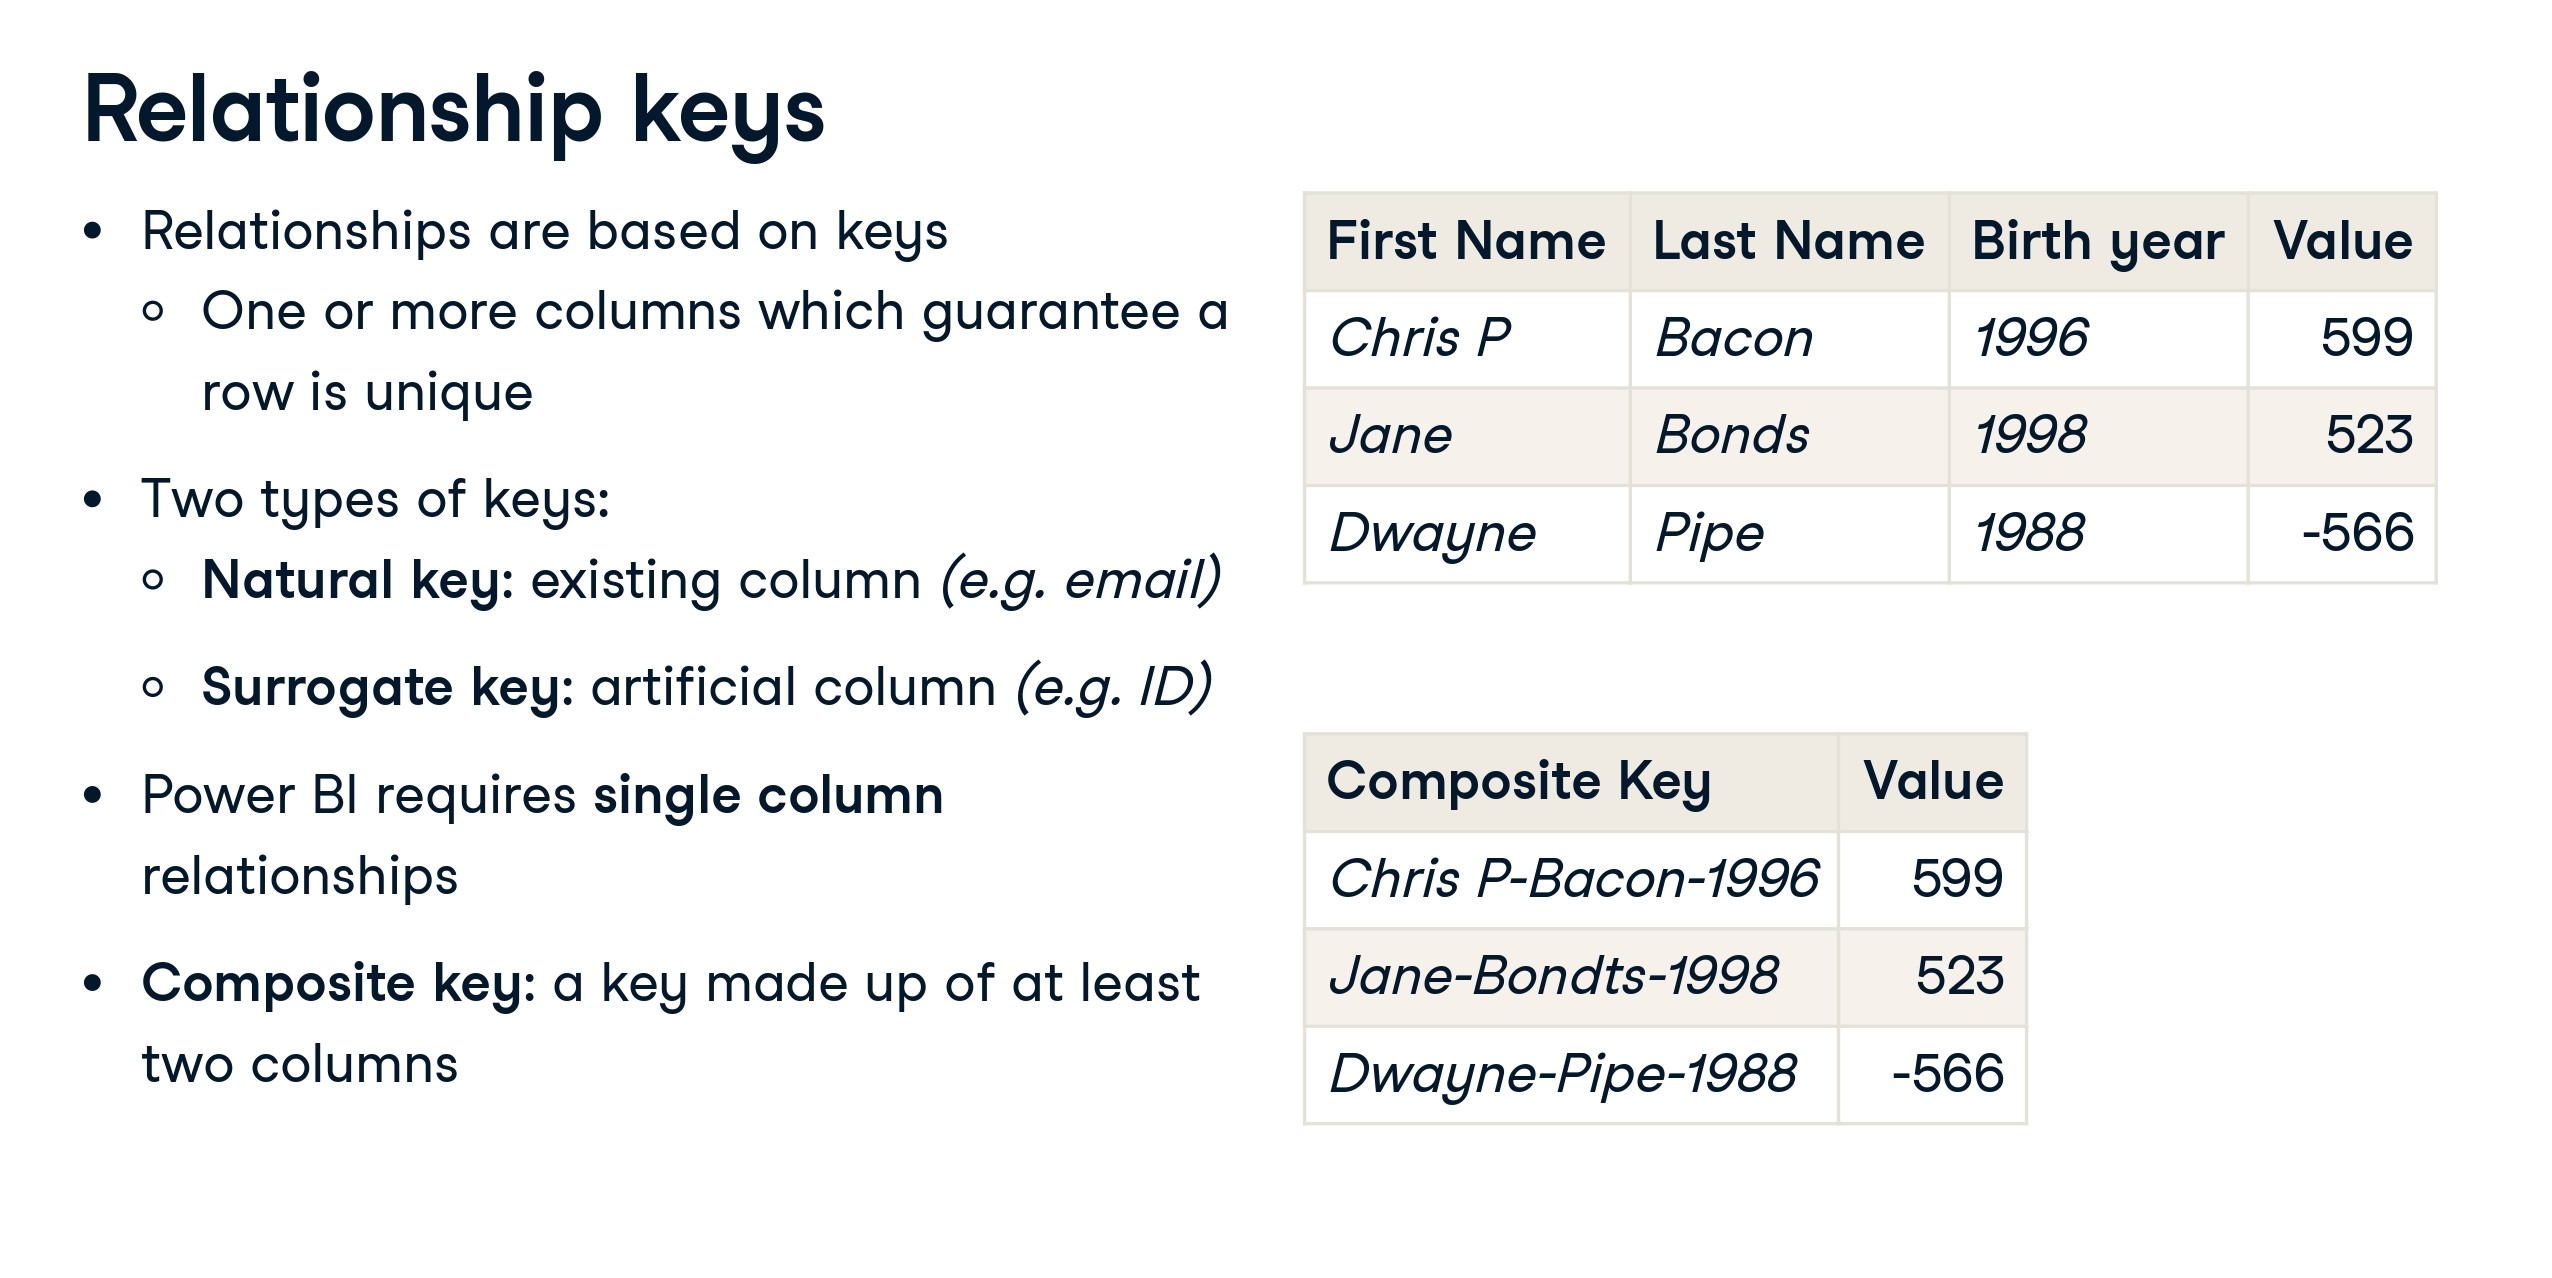 Relationship keys
• Relationships are based on keys
◦ One or more columns which guarantee a
row is unique
• Two types of keys:
◦ Natural key: existing column (e.g. email)
◦ Surrogate key: artificial column (e.g. ID)
• Power BI requires single column
relationships
• Composite key: a key made up of at least
two columns
First Name Last Name Birth year Value
Chris P Bacon 1996 599
Jane Bonds 1998 523
Dwayne Pipe 1988 -566
Composite Key Value
Chris P-Bacon-1996 599
Jane-Bondts-1998 523
Dwayne-Pipe-1988 -566